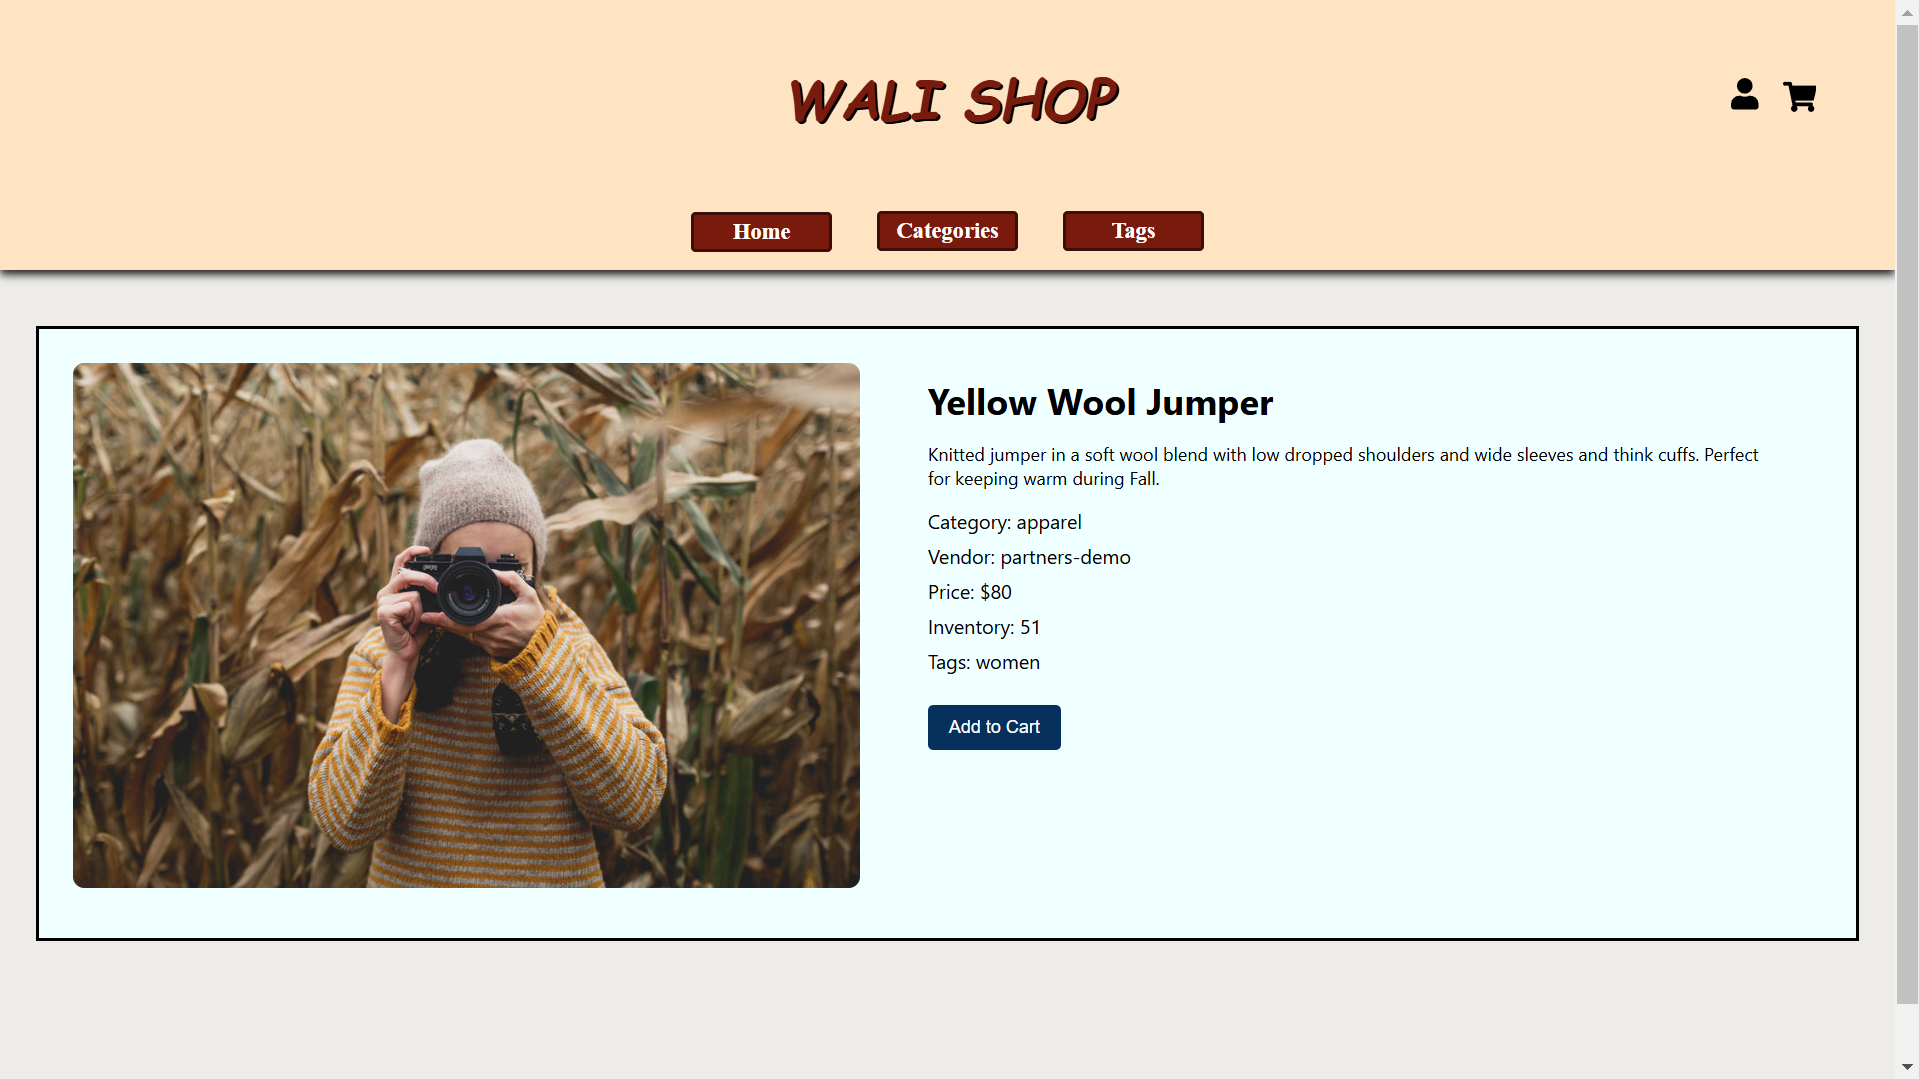 WALI SHOP
Home
Categories
Tags
Yellow Wool Jumper
Knitted jumper in a soft wool blend with low dropped shoulders and wide sleeves and think cuffs. Perfect
for keeping warm during Fall.
Category: apparel
Vendor: partners-demo
Price: $80
Inventory: 51
Tags: women
Add to Cart